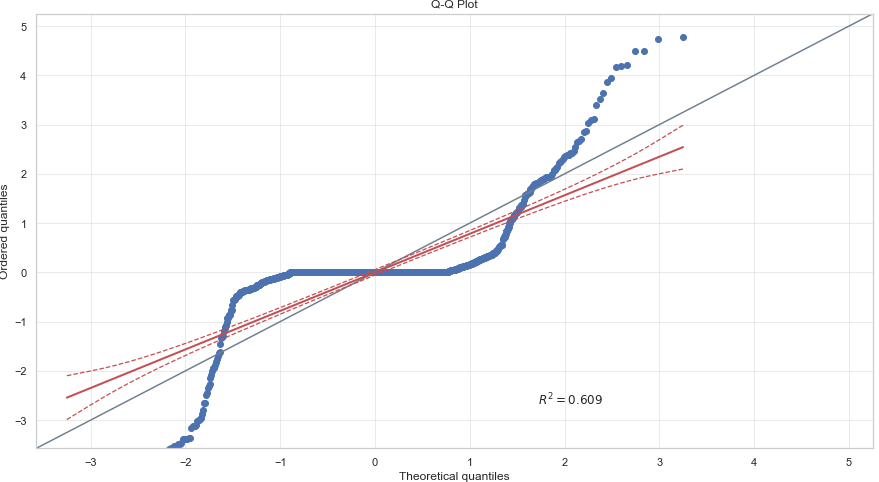 Q-Q Plot
5
4
3
2
1
0
−1
−2
−3
Ordered quantiles
R² = 0.609
−3 −2 −1 0 1 2 3 4 5
Theoretical quantiles